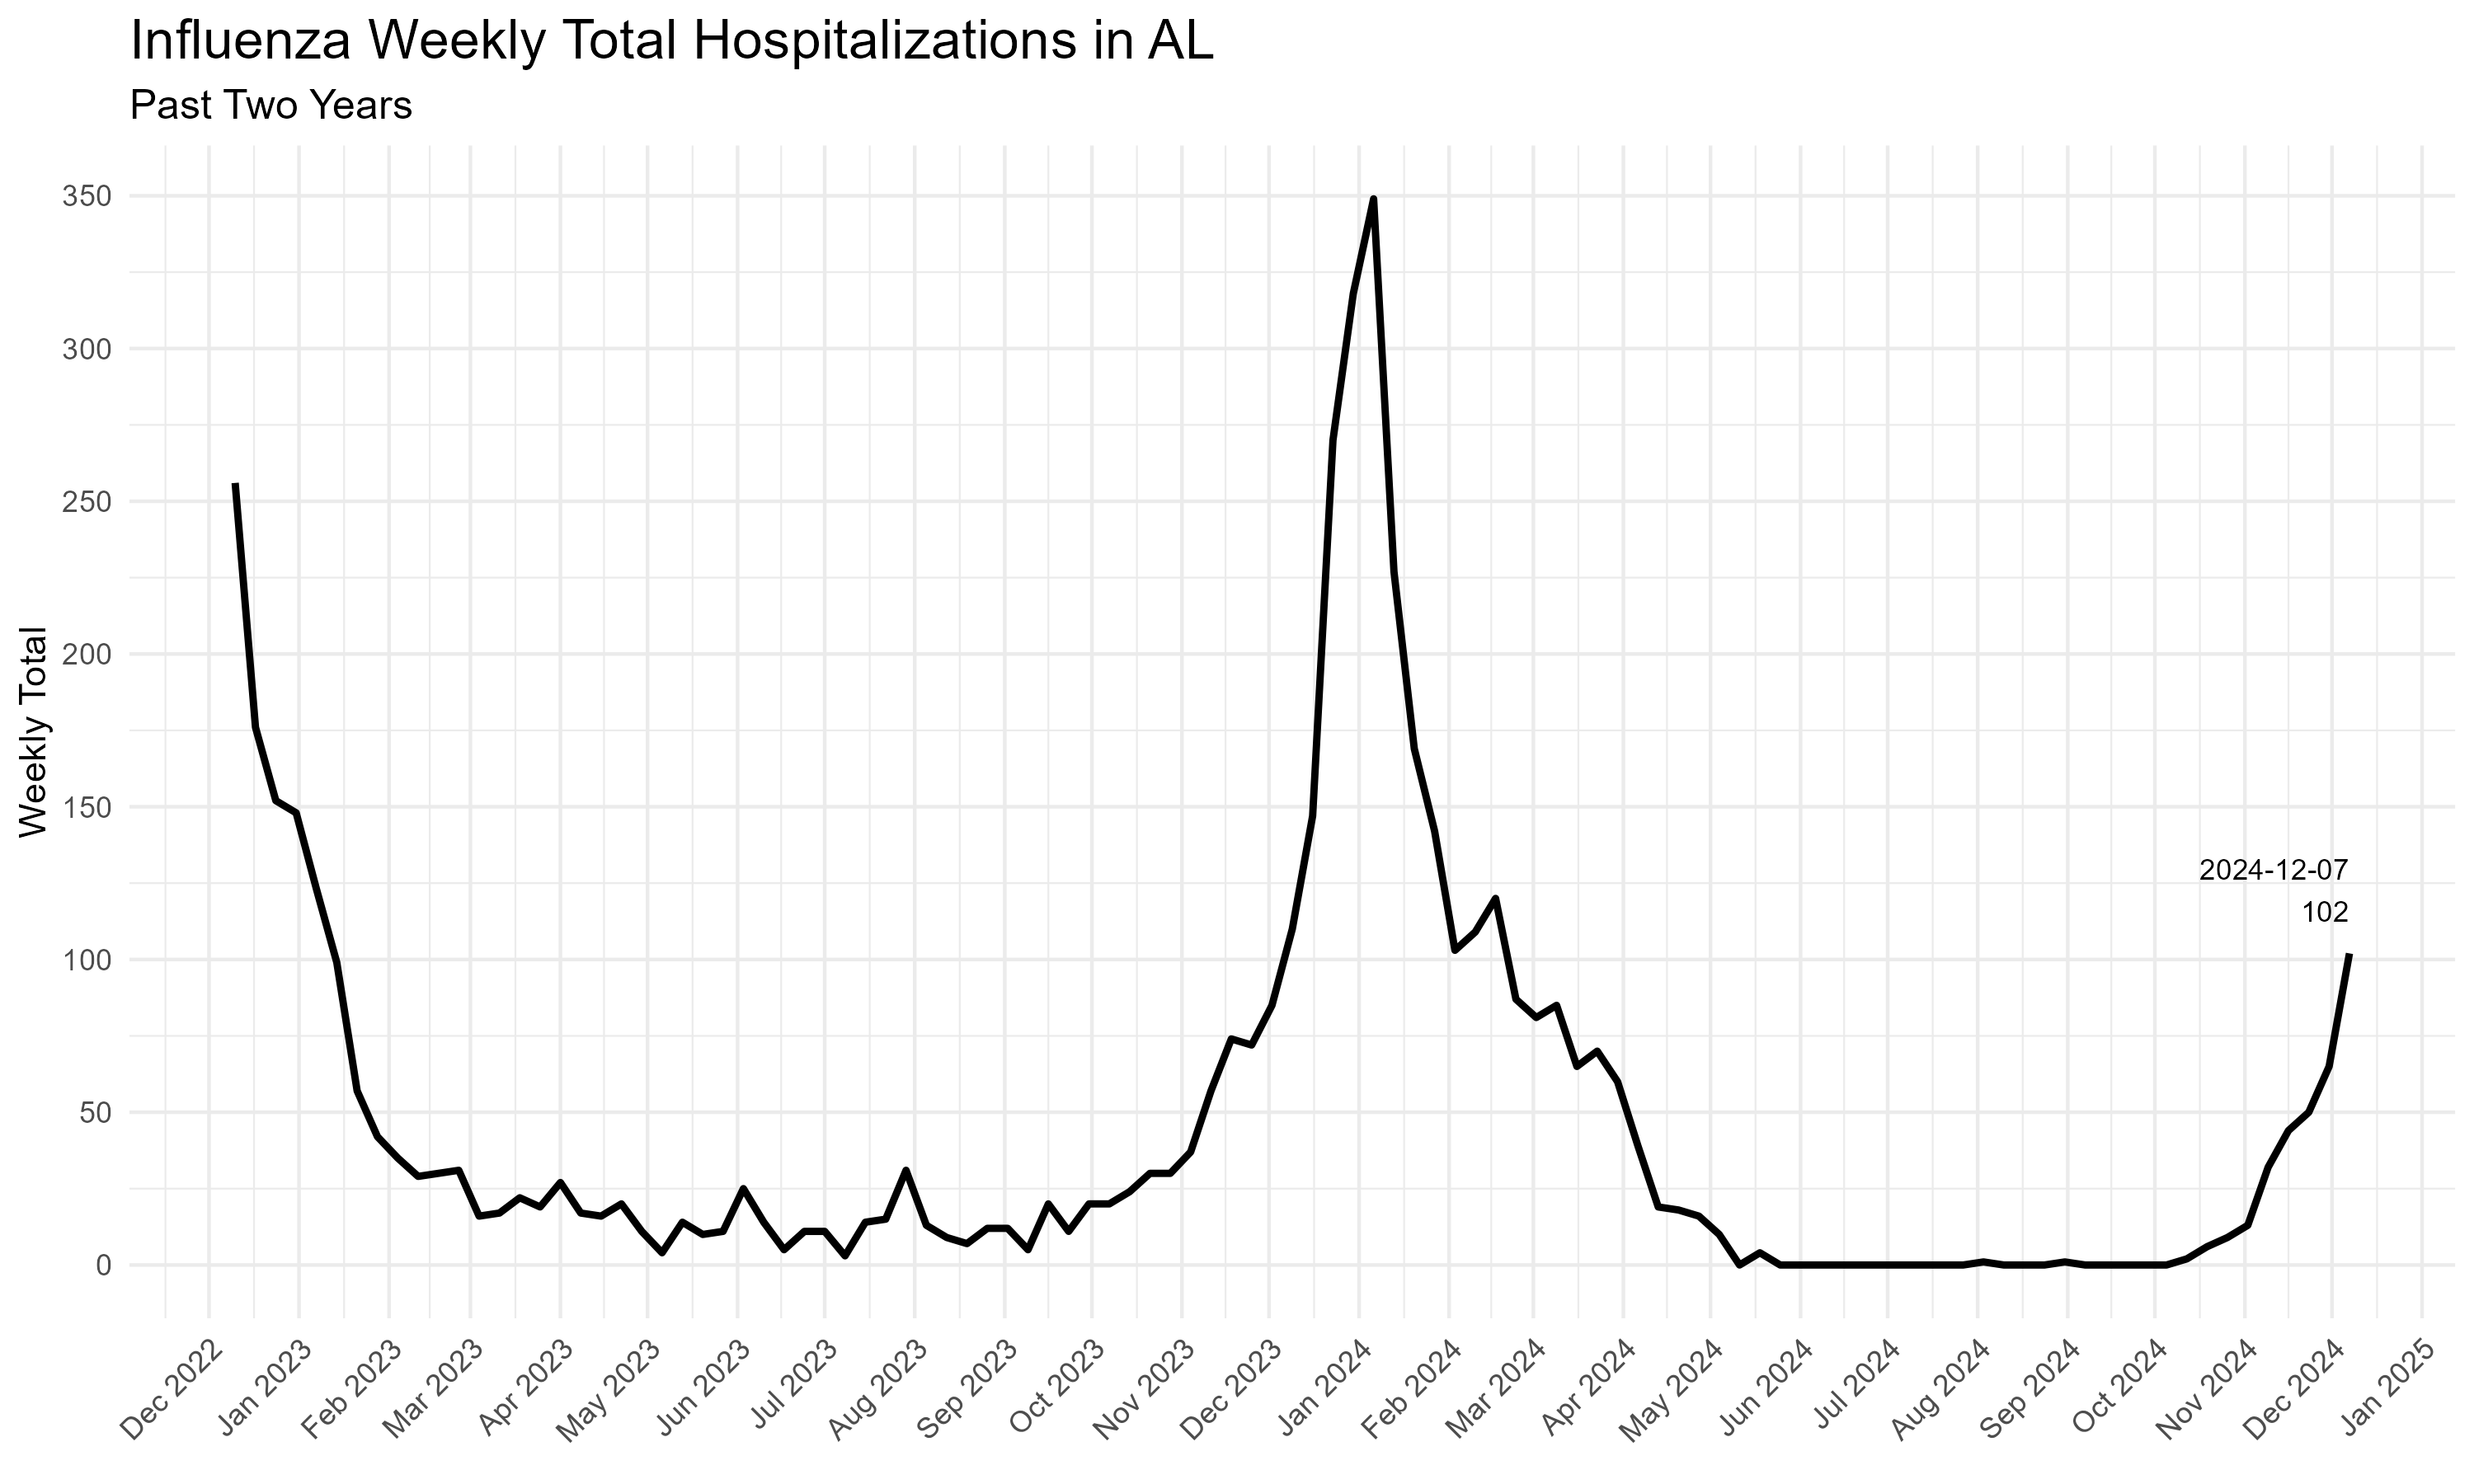 Influenza Weekly Total Hospitalizations in AL
Past Two Years
350
300
250
200
150
100
50
0
Weekly Total
2024-12-07
102
Dec 2022
Jan 2023
Feb 2023
Mar 2023
Apr 2023
May 2023
Jun 2023
Jul 2023
Aug 2023
Sep 2023
Oct 2023
Nov 2023
Dec 2023
Jan 2024
Feb 2024
Mar 2024
Apr 2024
May 2024
Jun 2024
Jul 2024
Aug 2024
Sep 2024
Oct 2024
Nov 2024
Dec 2024
Jan 2025